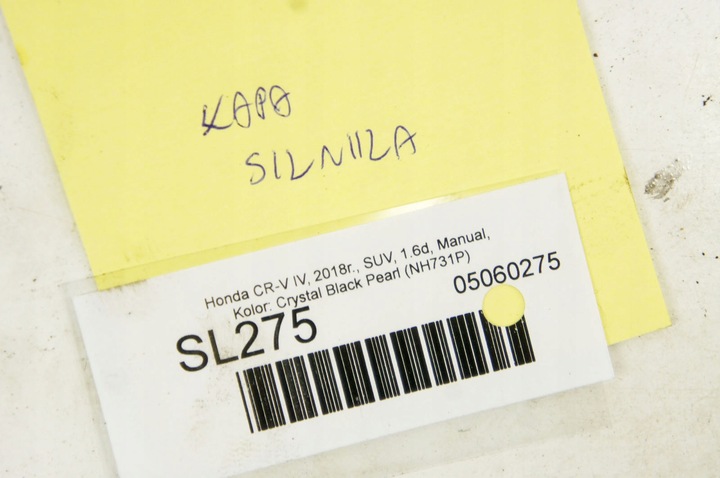 KAPA
SILNIKA
Honda CR-V IV, 2018r., SUV, 1.6d, Manual,
Kolor: Crystal Black Pearl (NH731P)
SL275
05060275